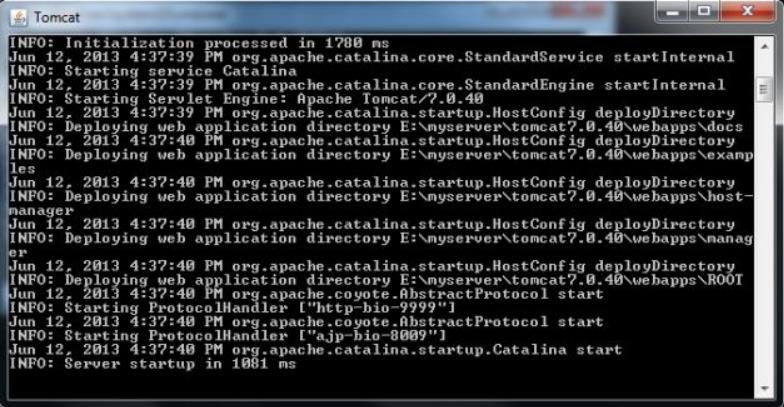 Tomcat
INFO: Initialization processed in 1780 ms
Jun 12, 2013 4:37:39 PM org.apache.catalina.core.StandardService startInternal
INFO: Starting service Catalina
Jun 12, 2013 4:37:39 PM org.apache.catalina.core.StandardEngine startInternal
INFO: Starting Servlet Engine: Apache Tomcat/7.0.40
Jun 12, 2013 4:37:39 PM org.apache.catalina.startup.HostConfig deployDirectory
INFO: Deploying web application directory E:\myserver\tomcat7.0.40\webapps\docs
Jun 12, 2013 4:37:40 PM org.apache.catalina.startup.HostConfig deployDirectory
INFO: Deploying web application directory E:\myserver\tomcat7.0.40\webapps\examp
les
Jun 12, 2013 4:37:40 PM org.apache.catalina.startup.HostConfig deployDirectory
INFO: Deploying web application directory E:\myserver\tomcat7.0.40\webapps\host-
manager
Jun 12, 2013 4:37:40 PM org.apache.catalina.startup.HostConfig deployDirectory
INFO: Deploying web application directory E:\myserver\tomcat7.0.40\webapps\manag
er
Jun 12, 2013 4:37:40 PM org.apache.catalina.startup.HostConfig deployDirectory
INFO: Deploying web application directory E:\myserver\tomcat7.0.40\webapps\ROOT
Jun 12, 2013 4:37:40 PM org.apache.coyote.AbstractProtocol start
INFO: Starting ProtocolHandler ["http-bio-9999"]
Jun 12, 2013 4:37:40 PM org.apache.coyote.AbstractProtocol start
INFO: Starting ProtocolHandler ["ajp-bio-8009"]
Jun 12, 2013 4:37:40 PM org.apache.catalina.startup.Catalina start
INFO: Server startup in 1081 ms